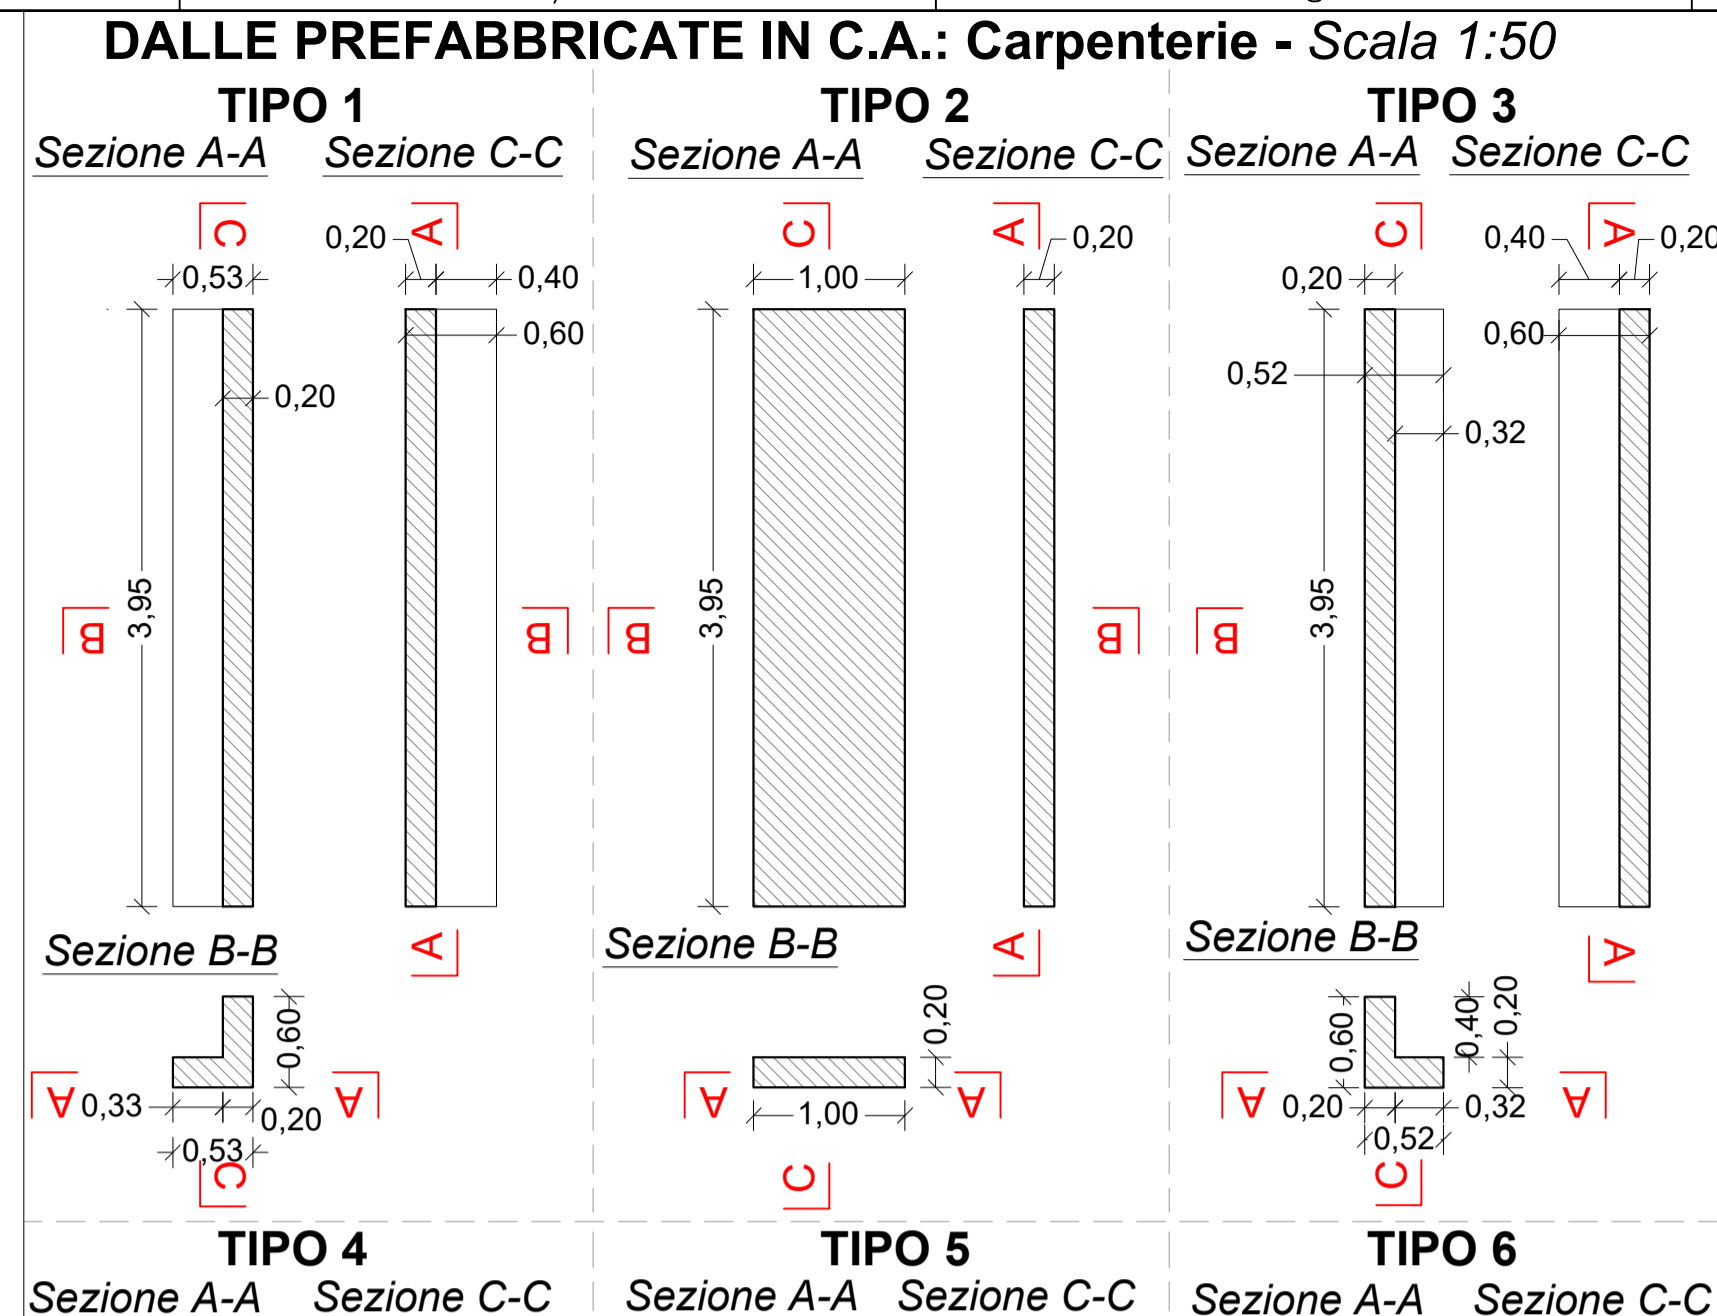 DALLE PREFABBRICATE IN C.A.: Carpenterie - Scala 1:50
TIPO 1
Sezione A-A
Sezione C-C
C
A
0,53
0,20
0,40
0,60
0,20
3,95
B
B
A
Sezione B-B
0,60
A
A
0,33
0,20
0,53
C
TIPO 2
Sezione A-A
Sezione C-C
C
A
1,00
0,20
3,95
B
B
A
Sezione B-B
0,20
A
A
1,00
C
TIPO 3
Sezione A-A
Sezione C-C
C
A
0,20
0,40
0,20
0,60
0,52
0,32
3,95
B
A
Sezione B-B
0,60
0,40
0,20
A
A
0,20
0,32
0,52
C
TIPO 4
Sezione A-A
Sezione C-C
TIPO 5
Sezione A-A
Sezione C-C
TIPO 6
Sezione A-A
Sezione C-C